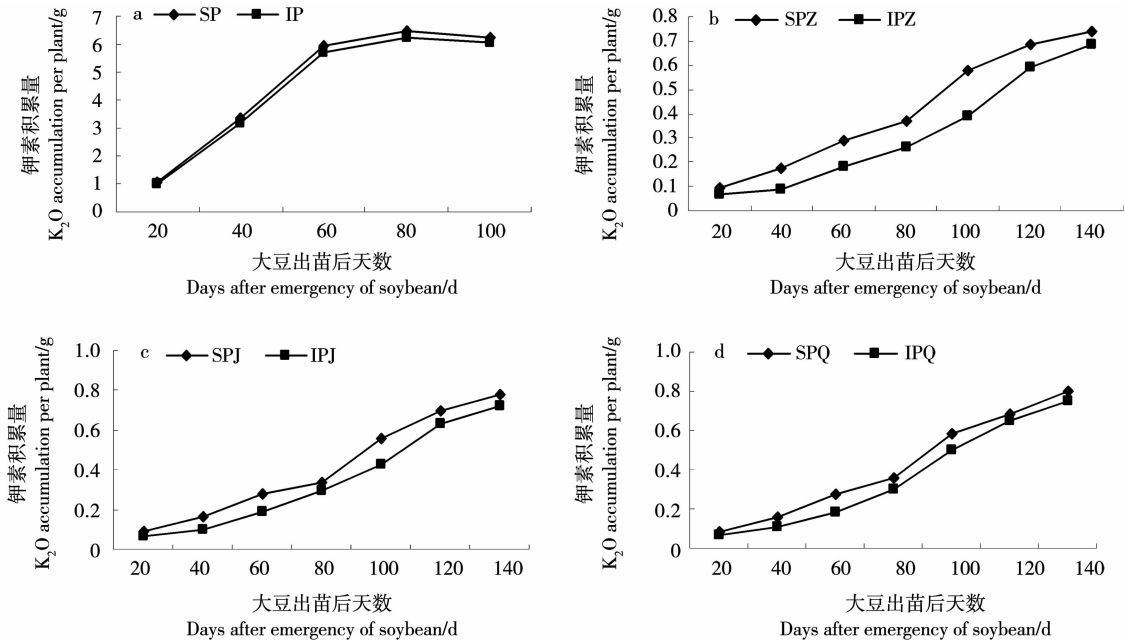 a SP IP
7
6
5
4
3
2
1
0
钾素积累量
K₂O accumulation per plant/g
20 40 60 80 100
大豆出苗后天数
Days after emergency of soybean/d
b SPZ IPZ
0.8
0.7
0.6
0.5
0.4
0.3
0.2
0.1
0
钾素积累量
K₂O accumulation per plant/g
20 40 60 80 100 120 140
大豆出苗后天数
Days after emergency of soybean/d
c SPJ IPJ
1.0
0.8
0.6
0.4
0.2
0
钾素积累量
K₂O accumulation per plant/g
20 40 60 80 100 120 140
大豆出苗后天数
Days after emergency of soybean/d
d SPQ IPQ
1.0
0.8
0.6
0.4
0.2
0
钾素积累量
K₂O accumulation per plant/g
20 40 60 80 100 120 140
大豆出苗后天数
Days after emergency of soybean/d